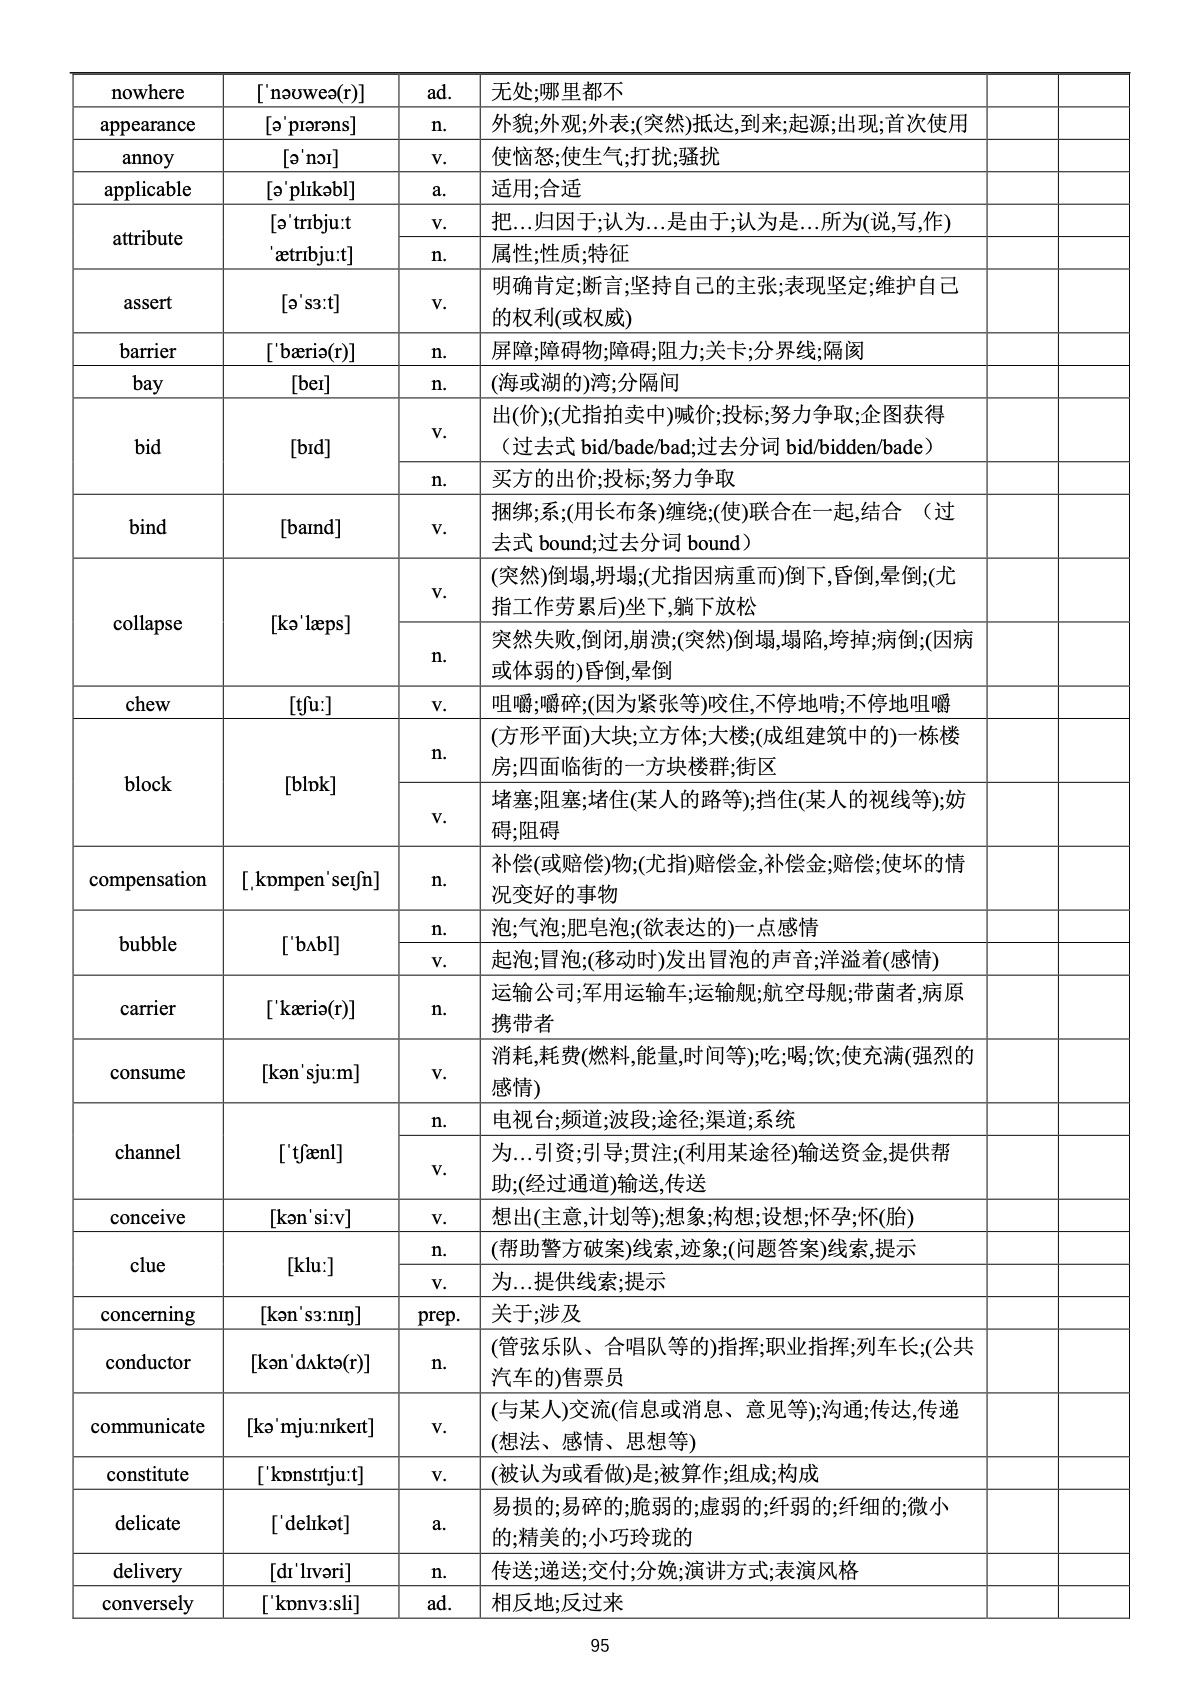 nowhere [ˈnəʊweə(r)] ad. 无处;哪里都不
appearance [əˈpɪərəns] n. 外貌;外观;外表;(突然)抵达,到来;起源;出现;首次使用
annoy [əˈnɔɪ] v. 使恼怒;使生气;打扰;骚扰
applicable [əˈplɪkəbl] a. 适用;合适
attribute [əˈtrɪbjuːt v. 把…归因于;认为…是由于;认为是…所为(说,写,作)
ˈætrɪbjuːt] n. 属性;性质;特征
assert [əˈsɜːt] v. 明确肯定;断言;坚持自己的主张;表现坚定;维护自己
的权利(或权威)
barrier [ˈbæriə(r)] n. 屏障;障碍物;障碍;阻力;关卡;分界线;隔阂
bay [beɪ] n. (海或湖的)湾;分隔间
bid [bɪd] v. 出(价);(尤指拍卖中)喊价;投标;努力争取;企图获得
（过去式 bid/bade/bad;过去分词 bid/bidden/bade）
n. 买方的出价;投标;努力争取
bind [baɪnd] v. 捆绑;系;(用长布条)缠绕;(使)联合在一起,结合 （过
去式 bound;过去分词 bound）
collapse [kəˈlæps] v. (突然)倒塌,坍塌;(尤指因病重而)倒下,昏倒,晕倒;(尤
指工作劳累后)坐下,躺下放松
n. 突然失败,倒闭,崩溃;(突然)倒塌,塌陷,垮掉;病倒;(因病
或体弱的)昏倒,晕倒
chew [tʃuː] v. 咀嚼;嚼碎;(因为紧张等)咬住,不停地啃;不停地咀嚼
block [blɒk] n. (方形平面)大块;立方体;大楼;(成组建筑中的)一栋楼
房;四面临街的一方块楼群;街区
v. 堵塞;阻塞;堵住(某人的路等);挡住(某人的视线等);妨
碍;阻碍
compensation [ˌkɒmpenˈseɪʃn] n. 补偿(或赔偿)物;(尤指)赔偿金,补偿金;赔偿;使坏的情
况变好的事物
bubble [ˈbʌbl] n. 泡;气泡;肥皂泡;(欲表达的)一点感情
v. 起泡;冒泡;(移动时)发出冒泡的声音;洋溢着(感情)
carrier [ˈkæriə(r)] n. 运输公司;军用运输车;运输舰;航空母舰;带菌者,病原
携带者
consume [kənˈsjuːm] v. 消耗,耗费(燃料,能量,时间等);吃;喝;饮;使充满(强烈的
感情)
channel [ˈtʃænl] n. 电视台;频道;波段;途径;渠道;系统
v. 为…引资;引导;贯注;(利用某途径)输送资金,提供帮
助;(经过通道)输送,传送
conceive [kənˈsiːv] v. 想出(主意,计划等);想象;构想;设想;怀孕;怀(胎)
clue [kluː] n. (帮助警方破案)线索,迹象;(问题答案)线索,提示
v. 为…提供线索;提示
concerning [kənˈsɜːnɪŋ] prep. 关于;涉及
conductor [kənˈdʌktə(r)] n. (管弦乐队、合唱队等的)指挥;职业指挥;列车长;(公共
汽车的)售票员
communicate [kəˈmjuːnɪkeɪt] v. (与某人)交流(信息或消息、意见等);沟通;传达,传递
(想法、感情、思想等)
constitute [ˈkɒnstɪtjuːt] v. (被认为或看做)是;被算作;组成;构成
delicate [ˈdelɪkət] a. 易损的;易碎的;脆弱的;虚弱的;纤弱的;纤细的;微小
的;精美的;小巧玲珑的
delivery [dɪˈlɪvəri] n. 传送;递送;交付;分娩;演讲方式;表演风格
conversely [ˈkɒnvɜːsli] ad. 相反地;反过来
95